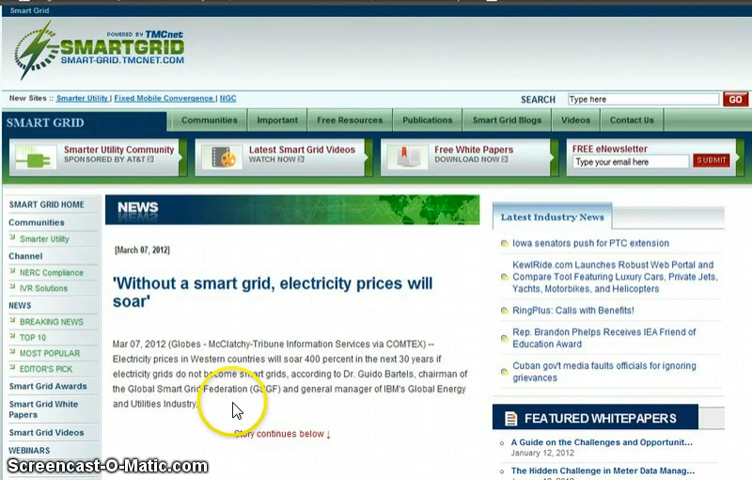 Smart Grid
POWERED BY TMCnet
SMARTGRID
SMART-GRID.TMCNET.COM
New Sites :: Smarter Utility | Fixed Mobile Convergence | NGC
SEARCH Type here GO
SMART GRID
Communities Important Free Resources Publications Smart Grid Blogs Videos Contact Us
Smarter Utility Community
SPONSORED BY AT&T
Latest Smart Grid Videos
WATCH NOW
Free White Papers
DOWNLOAD NOW
FREE eNewsletter
Type your email here SUBMIT
SMART GRID HOME
Communities
Smarter Utility
Channel
NERC Compliance
IVR Solutions
NEWS
BREAKING NEWS
TOP 10
MOST POPULAR
EDITOR'S PICK
Smart Grid Awards
Smart Grid White
Papers
Smart Grid Videos
WEBINARS
NEWS
[March 07, 2012]
'Without a smart grid, electricity prices will
soar'
Mar 07, 2012 (Globes - McClatchy-Tribune Information Services via COMTEX) --
Electricity prices in Western countries will soar 400 percent in the next 30 years if
electricity grids do not become smart grids, according to Dr. Guido Bartels, chairman of
the Global Smart Grid Federation (GSGF) and general manager of IBM's Global Energy
and Utilities Industry.
Story continues below ↓
Latest Industry News
Iowa senators push for PTC extension
KewlRide.com Launches Robust Web Portal and
Compare Tool Featuring Luxury Cars, Private Jets,
Yachts, Motorbikes, and Helicopters
RingPlus: Calls with Benefits!
Rep. Brandon Phelps Receives IEA Friend of
Education Award
Cuban gov't media faults officials for igniting
grievances
FEATURED WHITEPAPERS
A Guide on the Challenges and Opportunit...
January 12, 2012
The Hidden Challenge in Meter Data Manag...
Screencast-O-Matic.com